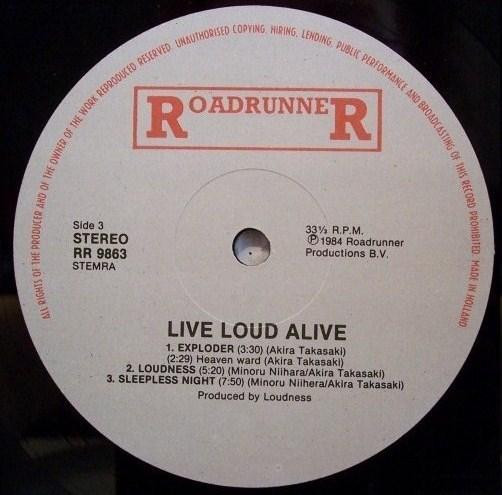 ALL RIGHTS OF THE PRODUCER AND OF THE OWNER OF THE WORK REPRODUCED RESERVED. UNAUTHORISED COPYING, HIRING, LENDING, PUBLIC PERFORMANCE AND BROADCASTING OF THIS RECORD PROHIBITED. MADE IN HOLLAND
ROADRUNNER
Side 3
STEREO
RR 9863
STEMRA
33⅓ R.P.M.
Ⓟ 1984 Roadrunner
Productions B.V.
LIVE LOUD ALIVE
1. EXPLODER (3:30) (Akira Takasaki)
(2:29) Heaven ward (Akira Takasaki)
2. LOUDNESS (5:20) (Minoru Niihara/Akira Takasaki)
3. SLEEPLESS NIGHT (7:50) (Minoru Niihera/Akira Takasaki)
Produced by Loudness